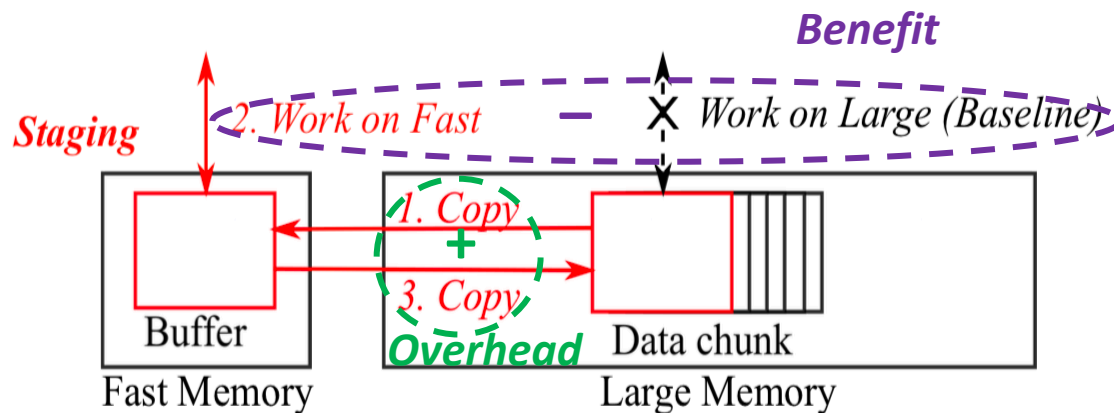 Benefit
Staging
2. Work on Fast − X Work on Large (Baseline)
1. Copy
+
3. Copy
Overhead
Buffer
Data chunk
Fast Memory
Large Memory